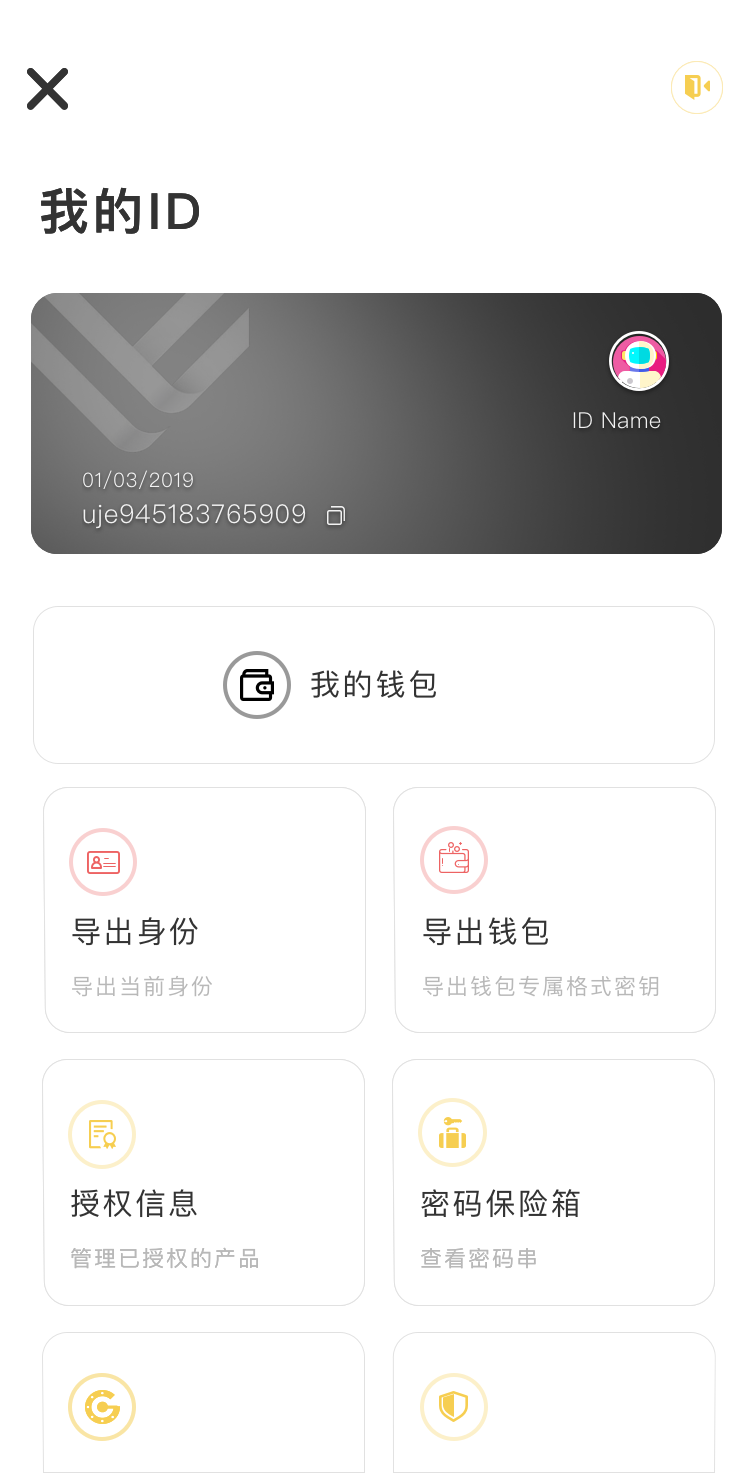 我的ID
ID Name
01/03/2019
uje945183765909
我的钱包
导出身份
导出当前身份
导出钱包
导出钱包专属格式密钥
授权信息
管理已授权的产品
密码保险箱
查看密码串